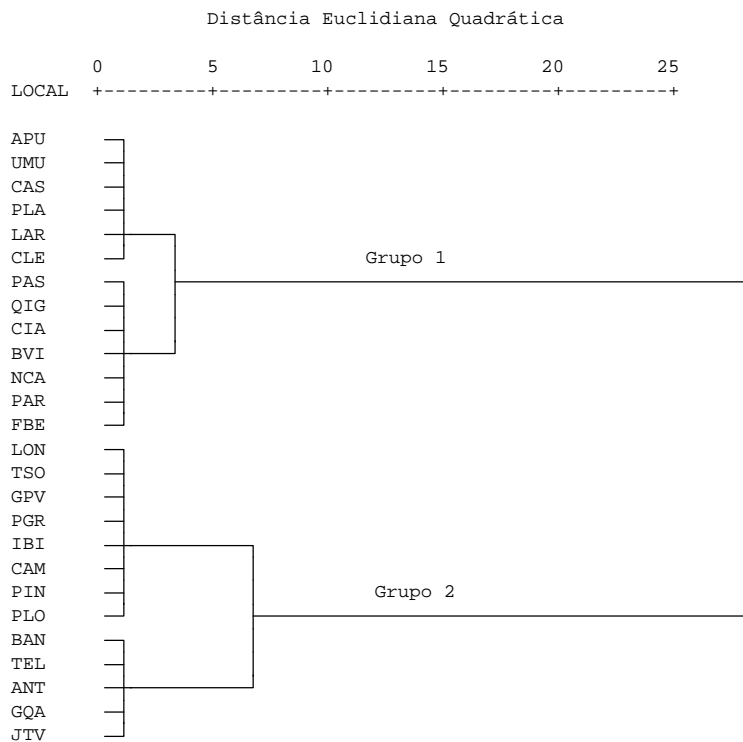 Distância Euclidiana Quadrática
0 5 10 15 20 25
LOCAL +---------+---------+---------+---------+---------+
APU
UMU
CAS
PLA
LAR
CLE
Grupo 1
PAS
QIG
CIA
BVI
NCA
PAR
FBE
LON
TSO
GPV
PGR
IBI
CAM
PIN
Grupo 2
PLO
BAN
TEL
ANT
GQA
JTV